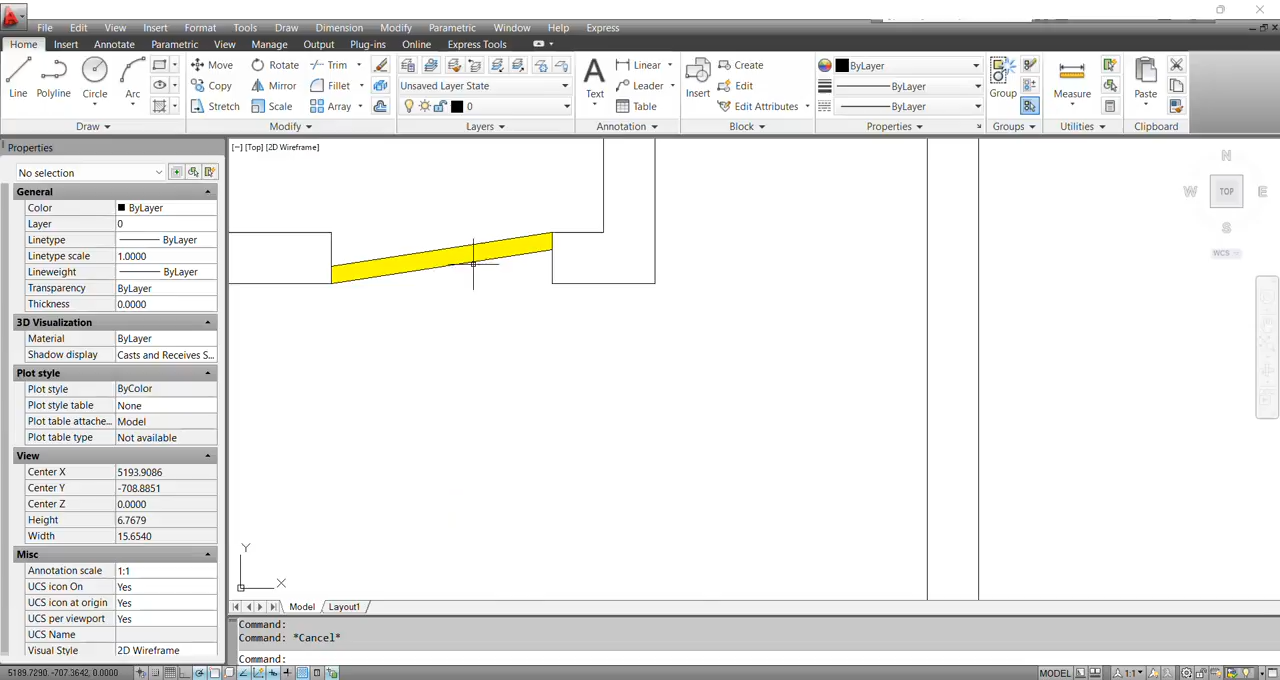 File Edit View Insert Format Tools Draw Dimension Modify Parametric Window Help Express
Home Insert Annotate Parametric View Manage Output Plug-ins Online Express Tools
Line Polyline Circle Arc
Move Rotate Trim
Copy Mirror Fillet
Stretch Scale Array
Unsaved Layer State
0
Text
Linear
Leader
Table
Insert
Create
Edit
Edit Attributes
ByLayer
ByLayer
ByLayer
Group
Measure
Paste
Draw Modify Layers Annotation Block Properties Groups Utilities Clipboard
Properties
[−] [Top] [2D Wireframe]
No selection
General
Color ByLayer
Layer 0
Linetype ByLayer
Linetype scale 1.0000
Lineweight ByLayer
Transparency ByLayer
Thickness 0.0000
3D Visualization
Material ByLayer
Shadow display Casts and Receives S...
Plot style
Plot style ByColor
Plot style table None
Plot table attache... Model
Plot table type Not available
View
Center X 5193.9086
Center Y -708.8851
Center Z 0.0000
Height 6.7679
Width 15.6540
Misc
Annotation scale 1:1
UCS icon On Yes
UCS icon at origin Yes
UCS per viewport Yes
UCS Name
Visual Style 2D Wireframe
N
W TOP E
S
WCS
Y
X
Model Layout1
Command:
Command: *Cancel*
Command:
5189.7290, -707.3642, 0.0000
MODEL 1:1